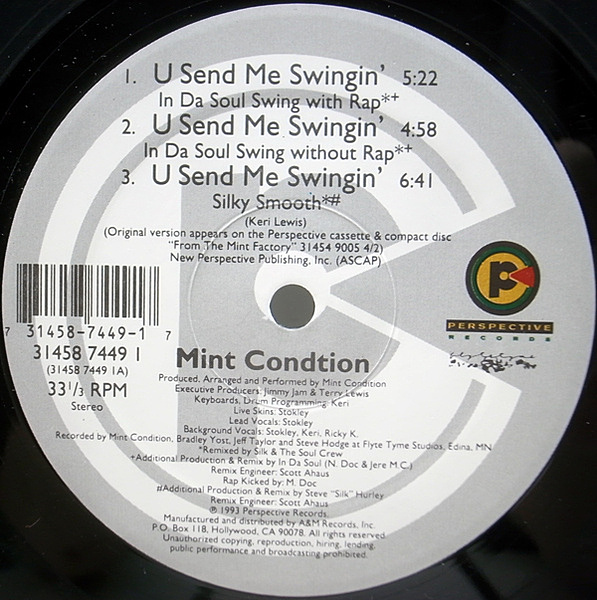 1. U Send Me Swingin' 5:22
In Da Soul Swing with Rap*+
2. U Send Me Swingin' 4:58
In Da Soul Swing without Rap*+
3. U Send Me Swingin' 6:41
Silky Smooth*#
(Keri Lewis)
(Original version appears on the Perspective cassette & compact disc
"From The Mint Factory" 31454 9005 4/2)
New Perspective Publishing, Inc. (ASCAP)
7 31458-7449-1 7
31458 7449 1
(31458 7449 1A)
33 1/3 RPM
Stereo
P
PERSPECTIVE
RECORDS
Mint Condtion
Produced, Arranged and Performed by Mint Condition
Executive Producers: Jimmy Jam & Terry Lewis
Keyboards, Drum Programming: Keri
Live Skins: Stokley
Lead Vocals: Stokley
Background Vocals: Stokley, Keri, Ricky K.
Recorded by Mint Condition, Bradley Yost, Jeff Taylor and Steve Hodge at Flyte Tyme Studios, Edina, MN
*Remixed by Silk & The Soul Crew
+Additional Production & Remix by In Da Soul (N. Doc & Jere M.C.)
Remix Engineer: Scott Ahaus
Rap Kicked by: M. Doc
#Additional Production & Remix by Steve "Silk" Hurley
Remix Engineer: Scott Ahaus
℗ 1993 Perspective Records.
Manufactured and distributed by A&M Records, Inc.
P.O. Box 118, Hollywood, CA 90078. All rights reserved.
Unauthorized copying, reproduction, hiring, lending,
public performance and broadcasting prohibited.